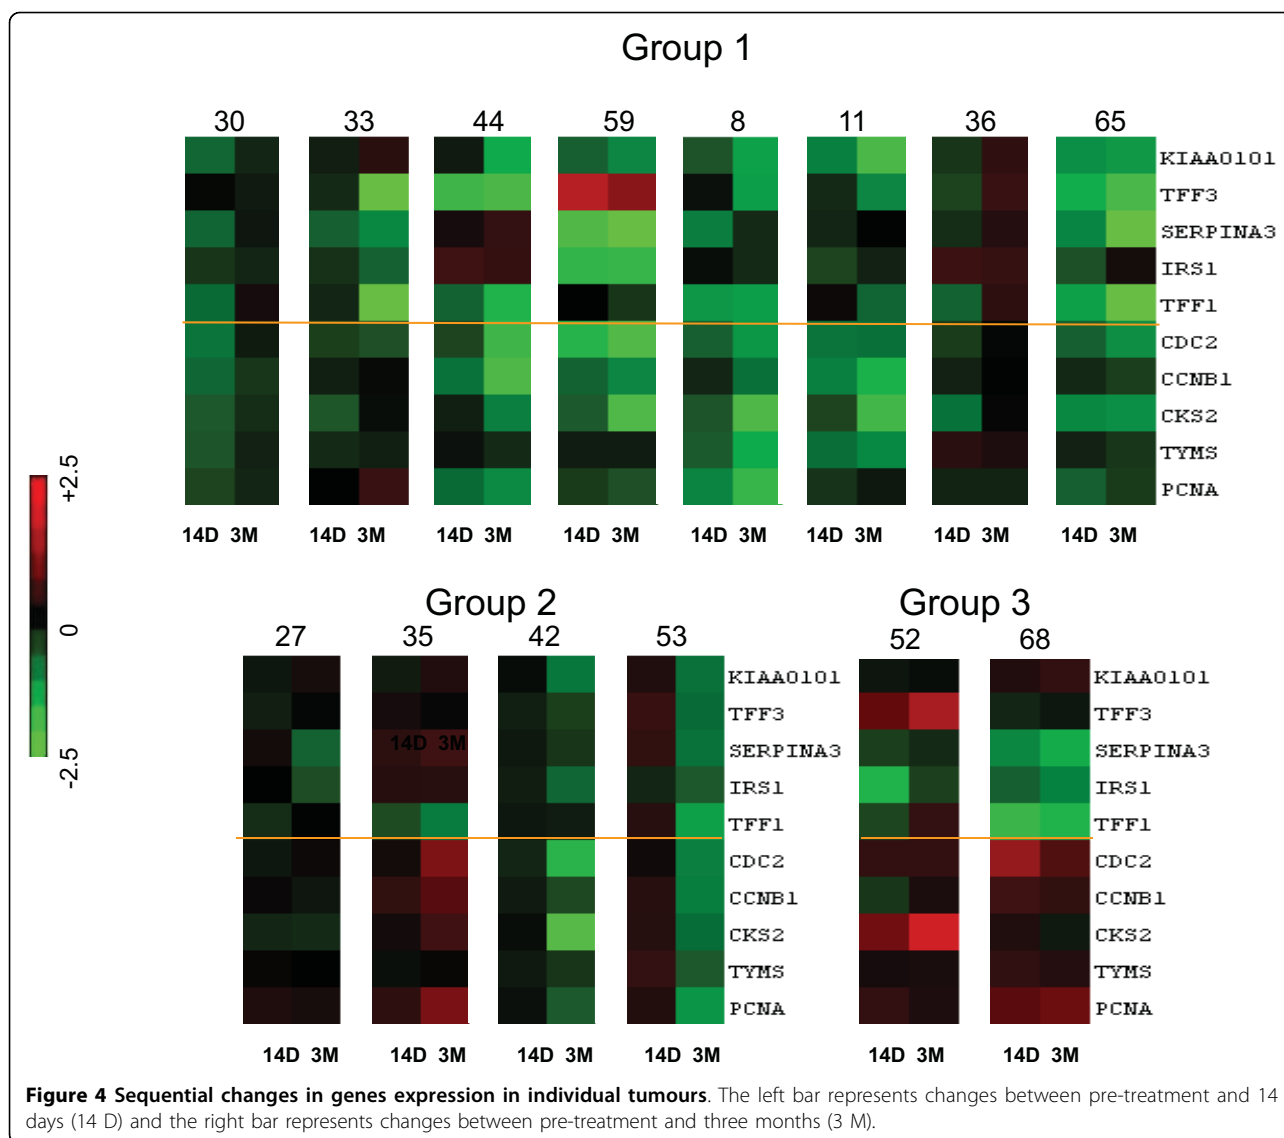 Group 1
30 33 44 59 8 11 36 65
KIAA0101
TFF3
SERPINA3
IRS1
TFF1
CDC2
CCNB1
CKS2
TYMS
PCNA
14D 3M 14D 3M 14D 3M 14D 3M 14D 3M 14D 3M 14D 3M 14D 3M
+2.5
0
-2.5
Group 2
27 35 42 53
KIAA0101
TFF3
14D 3M
SERPINA3
IRS1
TFF1
CDC2
CCNB1
CKS2
TYMS
PCNA
14D 3M 14D 3M 14D 3M 14D 3M
Group 3
52 68
KIAA0101
TFF3
SERPINA3
IRS1
TFF1
CDC2
CCNB1
CKS2
TYMS
PCNA
14D 3M 14D 3M
Figure 4 Sequential changes in genes expression in individual tumours. The left bar represents changes between pre-treatment and 14
days (14 D) and the right bar represents changes between pre-treatment and three months (3 M).